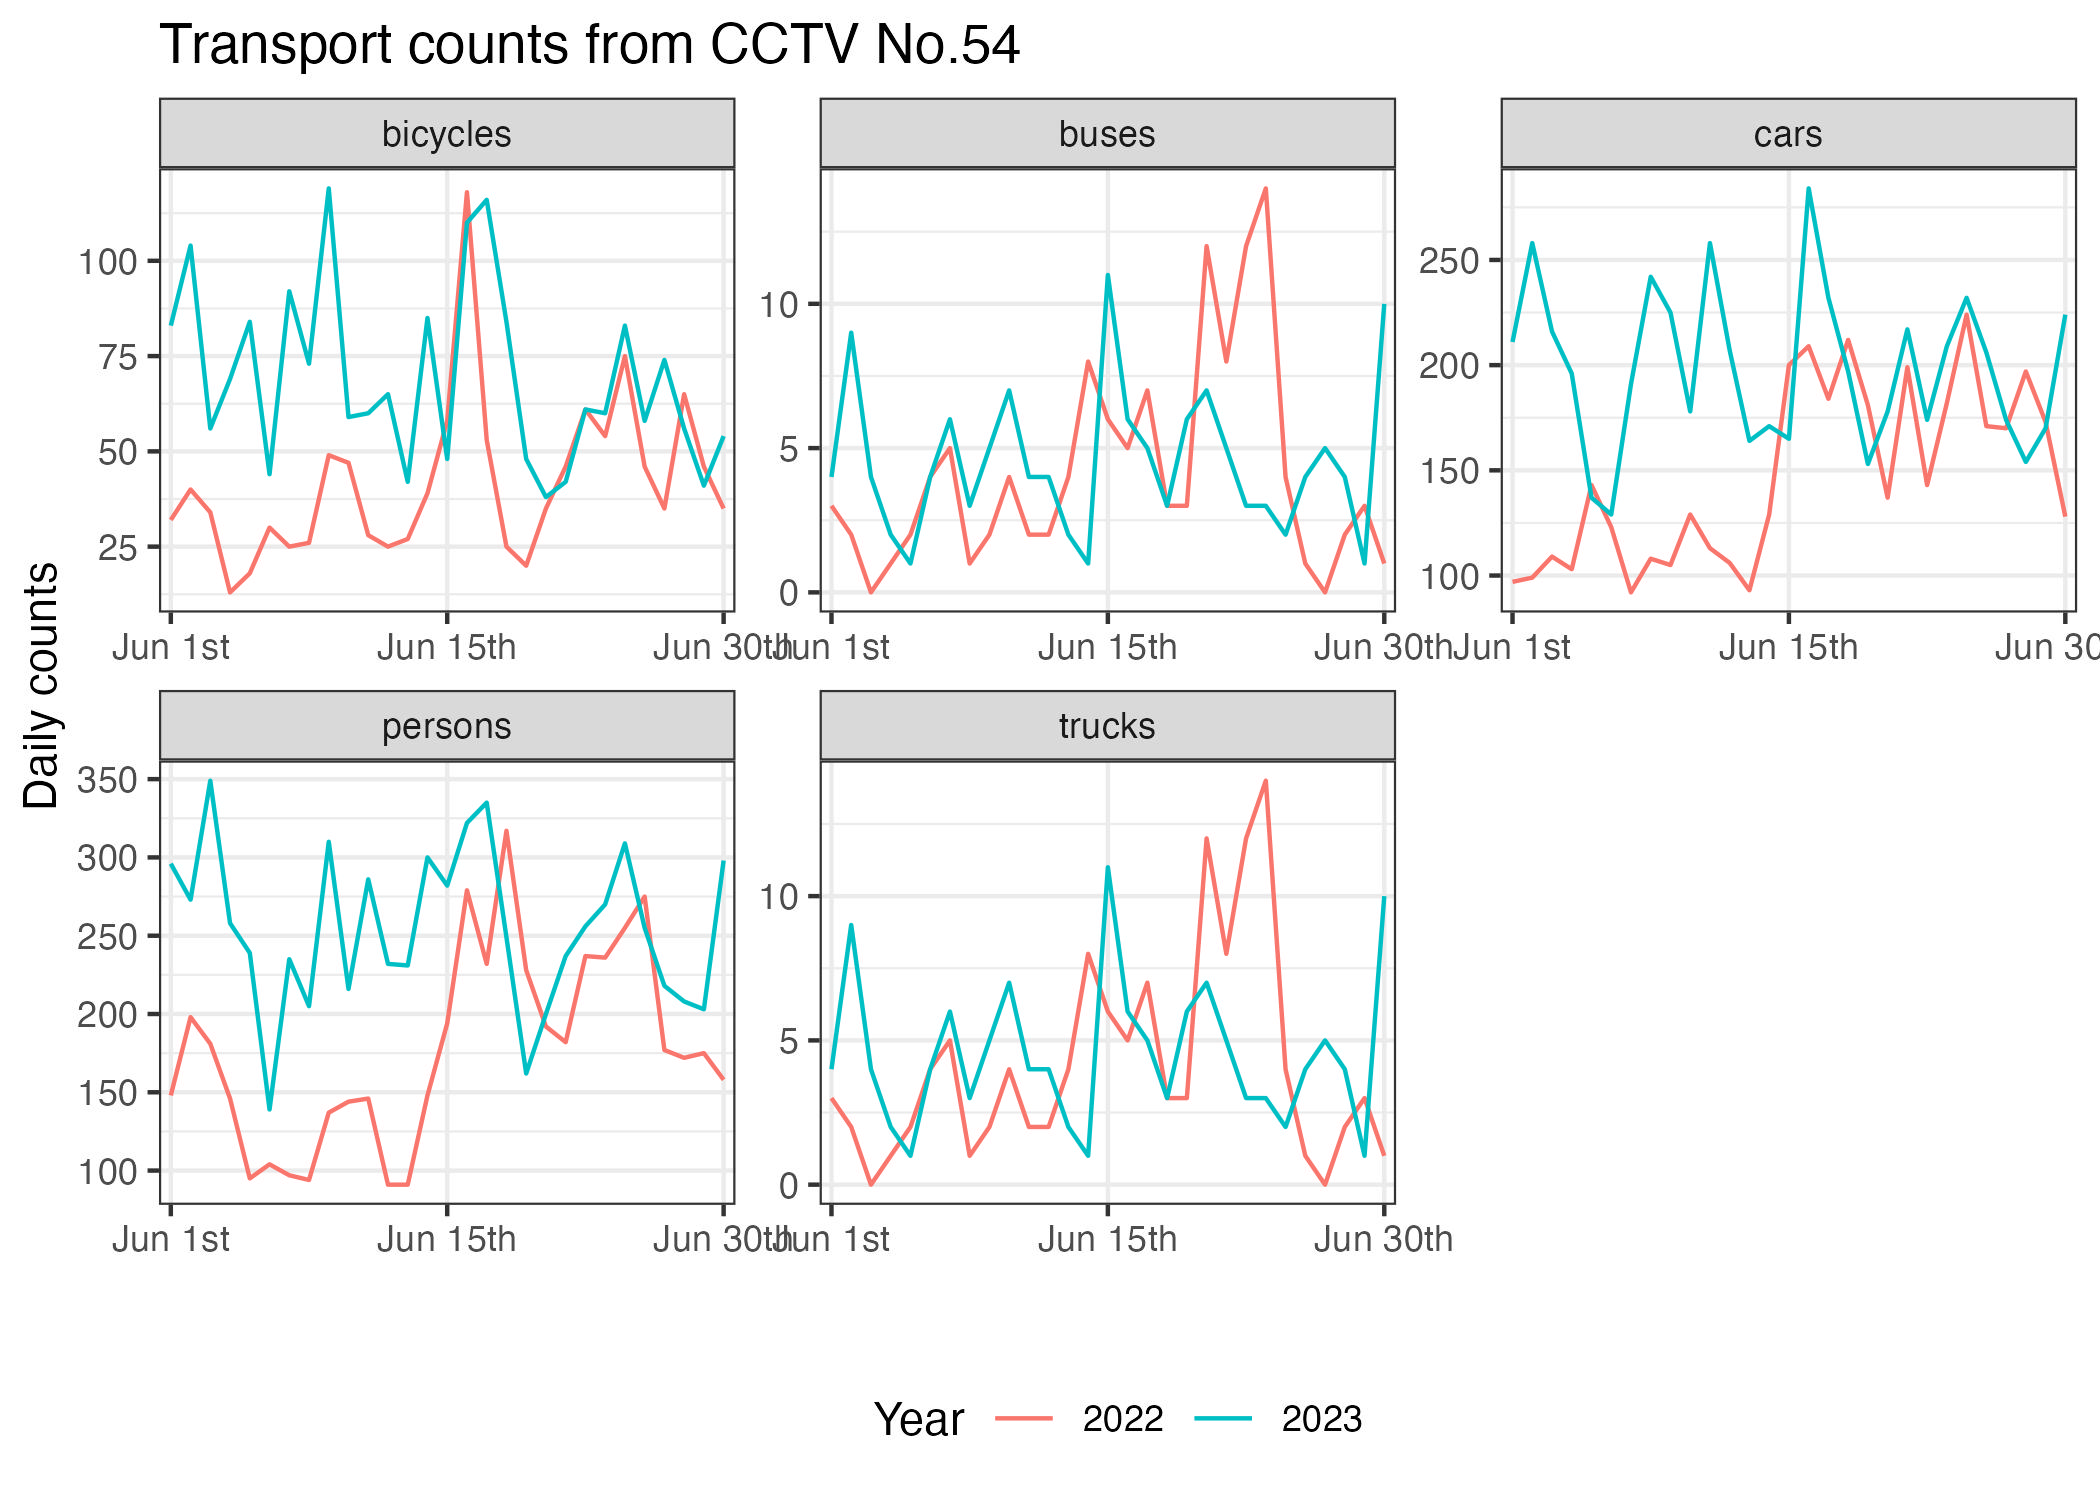 Transport counts from CCTV No.54
Daily counts
bicycles
100
75
50
25
Jun 1st Jun 15th Jun 30th
buses
10
5
0
Jun 1st Jun 15th Jun 30th
cars
250
200
150
100
Jun 1st Jun 15th Jun 30
persons
350
300
250
200
150
100
Jun 1st Jun 15th Jun 30th
trucks
10
5
0
Jun 1st Jun 15th Jun 30th
Year 2022 2023